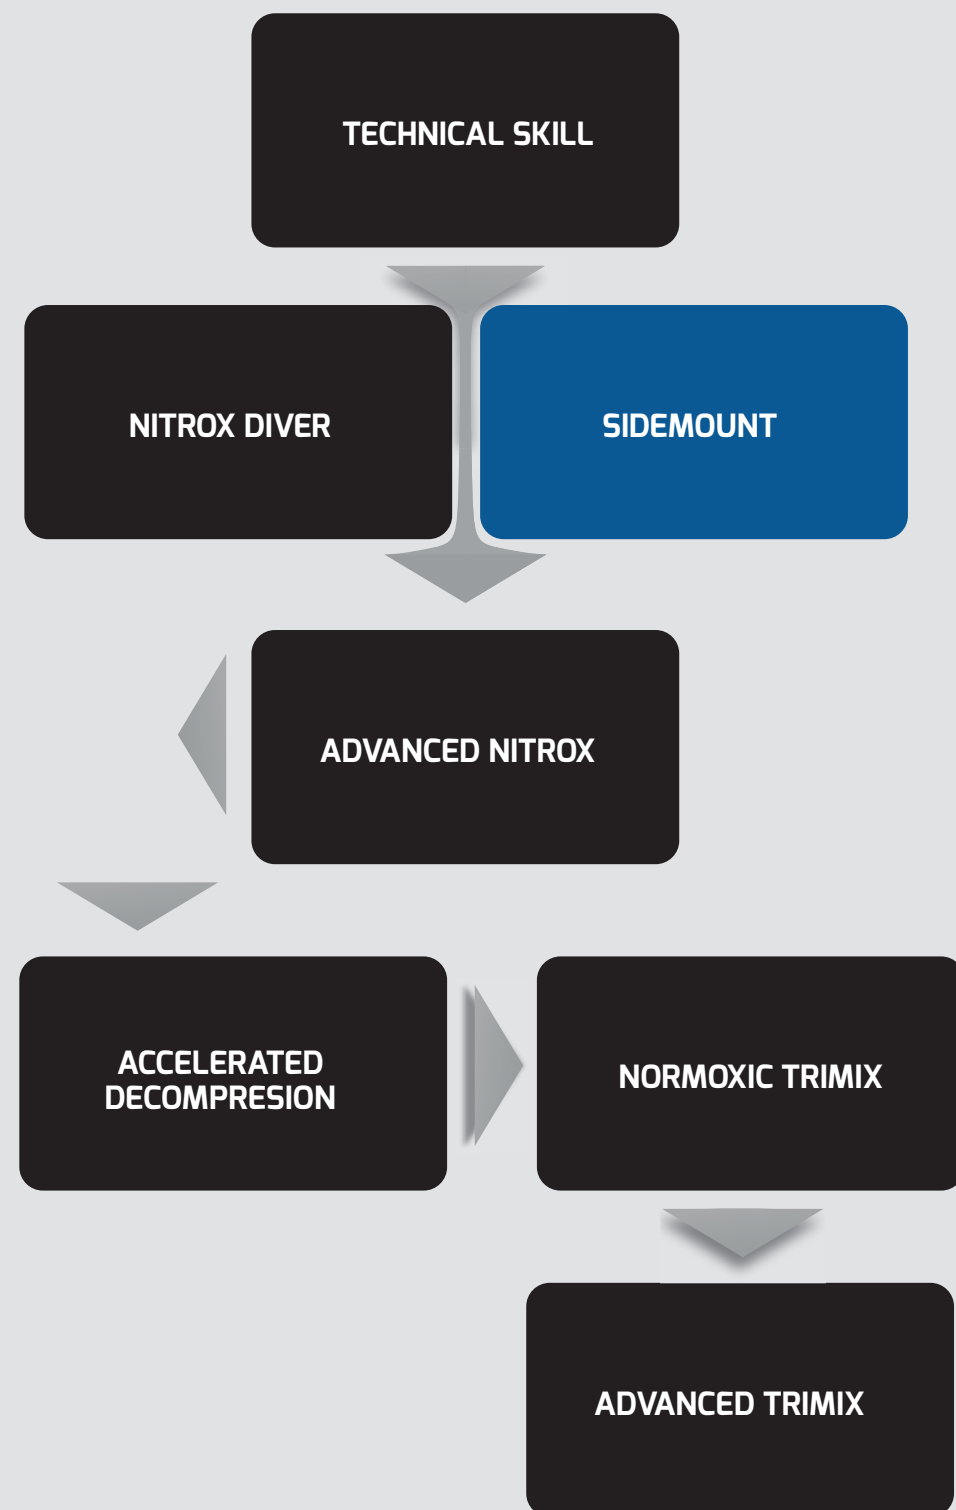 TECHNICAL SKILL
NITROX DIVER
SIDEMOUNT
ADVANCED NITROX
ACCELERATED
DECOMPRESION
NORMOXIC TRIMIX
ADVANCED TRIMIX